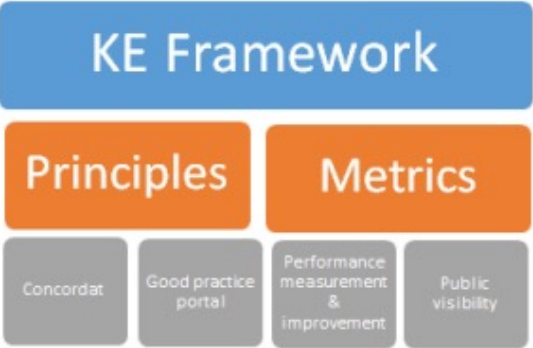 KE Framework
Principles
Metrics
Concordat
Good practice
portal
Performance
measurement
&
improvement
Public
visibility